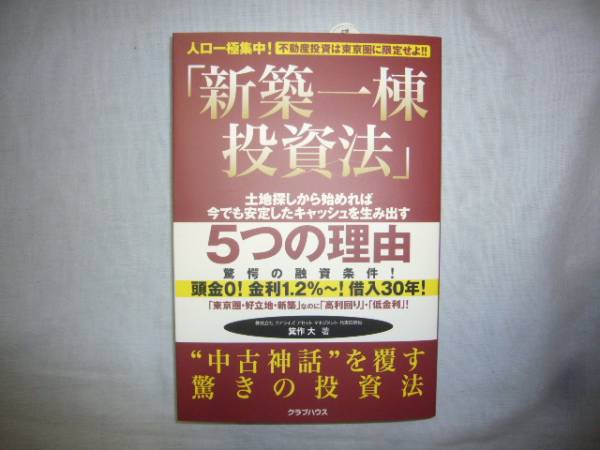 人口一極集中！ 不動産投資は東京圏に限定せよ!!
「新築一棟
投資法」
土地探しから始めれば
今でも安定したキャッシュを生み出す
5つの理由
驚愕の融資条件！
頭金0！金利1.2％～！借入30年！
「東京圏・好立地・新築」なのに「高利回り」・「低金利」！
箕作 大 著
“中古神話”を覆す
驚きの投資法
クラブハウス